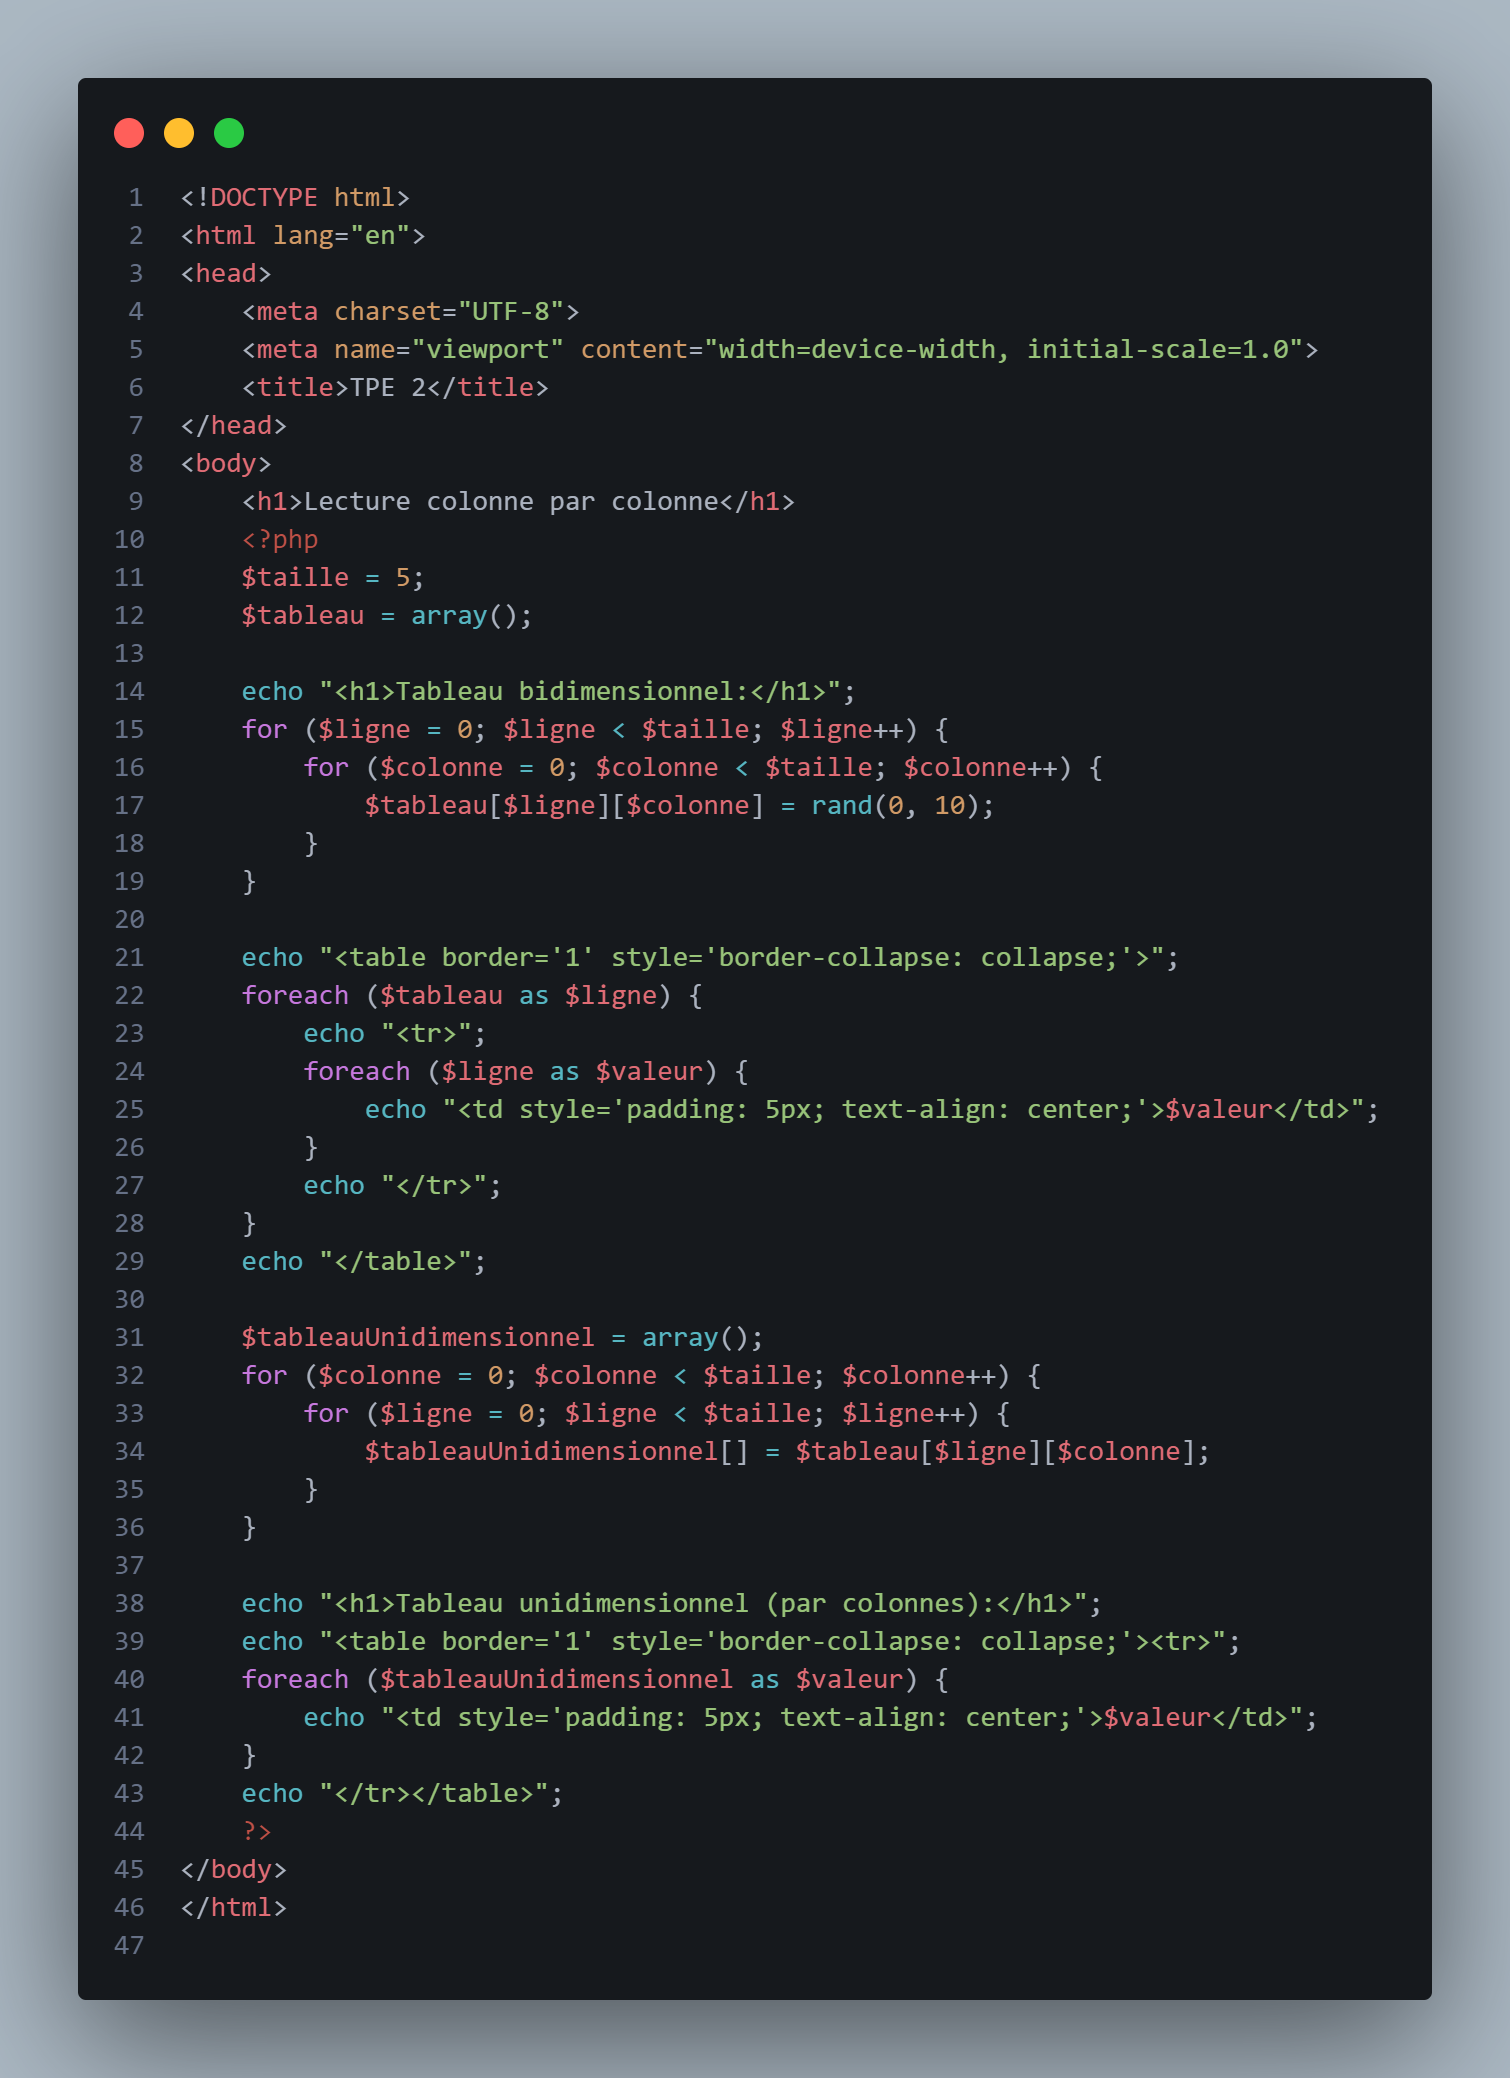 1 <!DOCTYPE html>
2 <html lang="en">
3 <head>
4     <meta charset="UTF-8">
5     <meta name="viewport" content="width=device-width, initial-scale=1.0">
6     <title>TPE 2</title>
7 </head>
8 <body>
9     <h1>Lecture colonne par colonne</h1>
10     <?php
11     $taille = 5;
12     $tableau = array();
13
14     echo "<h1>Tableau bidimensionnel:</h1>";
15     for ($ligne = 0; $ligne < $taille; $ligne++) {
16         for ($colonne = 0; $colonne < $taille; $colonne++) {
17             $tableau[$ligne][$colonne] = rand(0, 10);
18         }
19     }
20
21     echo "<table border='1' style='border-collapse: collapse;'>";
22     foreach ($tableau as $ligne) {
23         echo "<tr>";
24         foreach ($ligne as $valeur) {
25             echo "<td style='padding: 5px; text-align: center;'>$valeur</td>";
26         }
27         echo "</tr>";
28     }
29     echo "</table>";
30
31     $tableauUnidimensionnel = array();
32     for ($colonne = 0; $colonne < $taille; $colonne++) {
33         for ($ligne = 0; $ligne < $taille; $ligne++) {
34             $tableauUnidimensionnel[] = $tableau[$ligne][$colonne];
35         }
36     }
37
38     echo "<h1>Tableau unidimensionnel (par colonnes):</h1>";
39     echo "<table border='1' style='border-collapse: collapse;'><tr>";
40     foreach ($tableauUnidimensionnel as $valeur) {
41         echo "<td style='padding: 5px; text-align: center;'>$valeur</td>";
42     }
43     echo "</tr></table>";
44     ?>
45 </body>
46 </html>
47